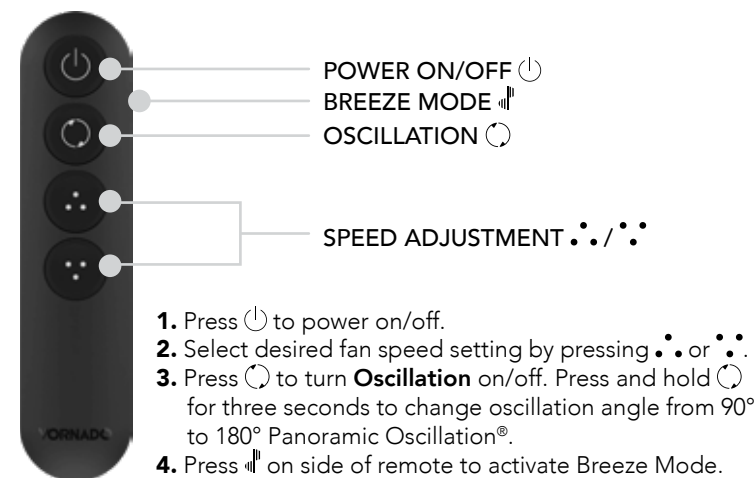 POWER ON/OFF
BREEZE MODE
OSCILLATION
SPEED ADJUSTMENT /
1. Press to power on/off.
2. Select desired fan speed setting by pressing or .
3. Press to turn Oscillation on/off. Press and hold
for three seconds to change oscillation angle from 90°
to 180° Panoramic Oscillation®.
VORNADO
4. Press on side of remote to activate Breeze Mode.